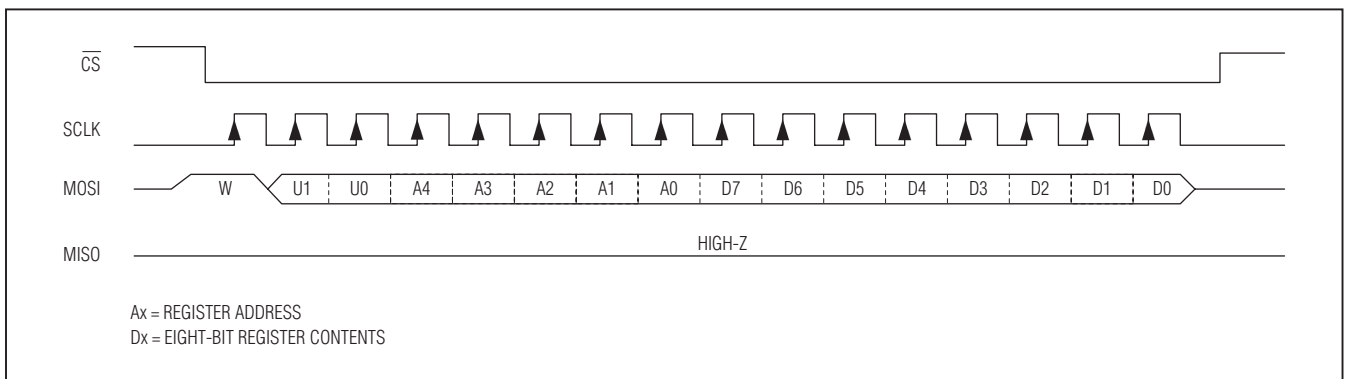 CS
SCLK
MOSI W U1 U0 A4 A3 A2 A1 A0 D7 D6 D5 D4 D3 D2 D1 D0
HIGH-Z
MISO
Ax = REGISTER ADDRESS
Dx = EIGHT-BIT REGISTER CONTENTS